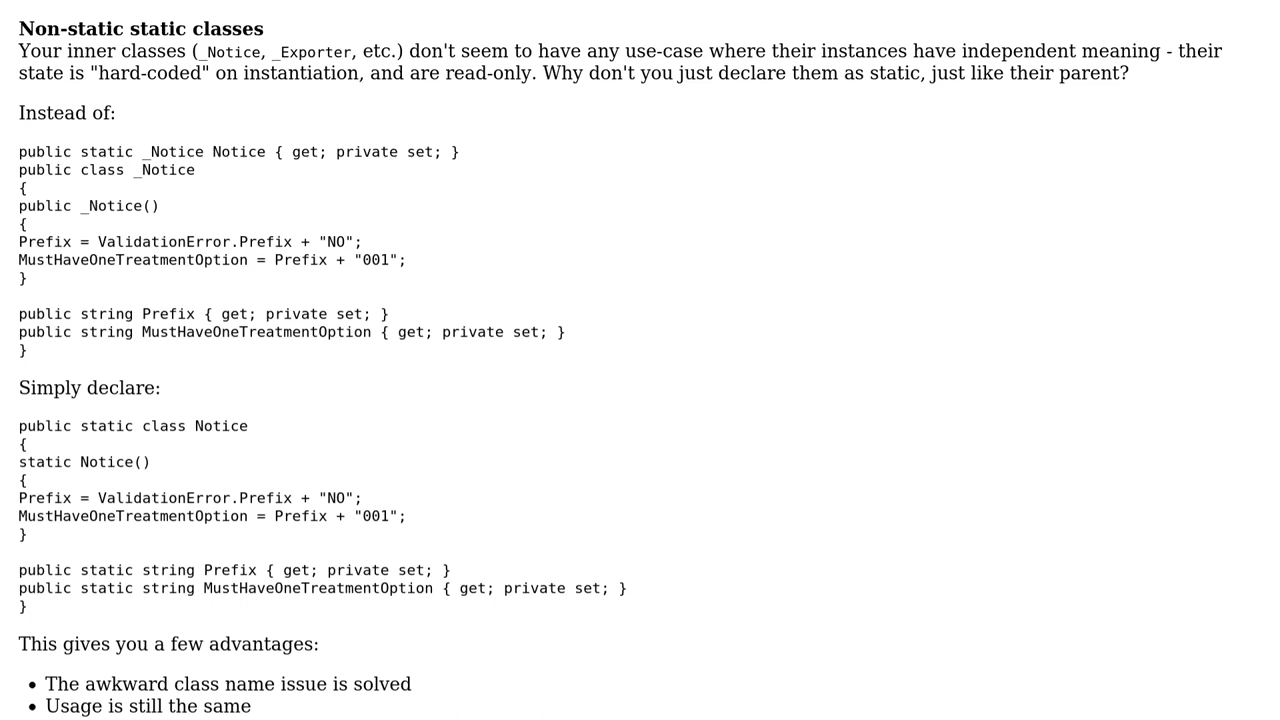 Non-static static classes
Your inner classes (_Notice, _Exporter, etc.) don't seem to have any use-case where their instances have independent meaning - their
state is "hard-coded" on instantiation, and are read-only. Why don't you just declare them as static, just like their parent?
Instead of:
public static _Notice Notice { get; private set; }
public class _Notice
{
public _Notice()
{
Prefix = ValidationError.Prefix + "NO";
MustHaveOneTreatmentOption = Prefix + "001";
}
public string Prefix { get; private set; }
public string MustHaveOneTreatmentOption { get; private set; }
}
Simply declare:
public static class Notice
{
static Notice()
{
Prefix = ValidationError.Prefix + "NO";
MustHaveOneTreatmentOption = Prefix + "001";
}
public static string Prefix { get; private set; }
public static string MustHaveOneTreatmentOption { get; private set; }
}
This gives you a few advantages:
• The awkward class name issue is solved
• Usage is still the same